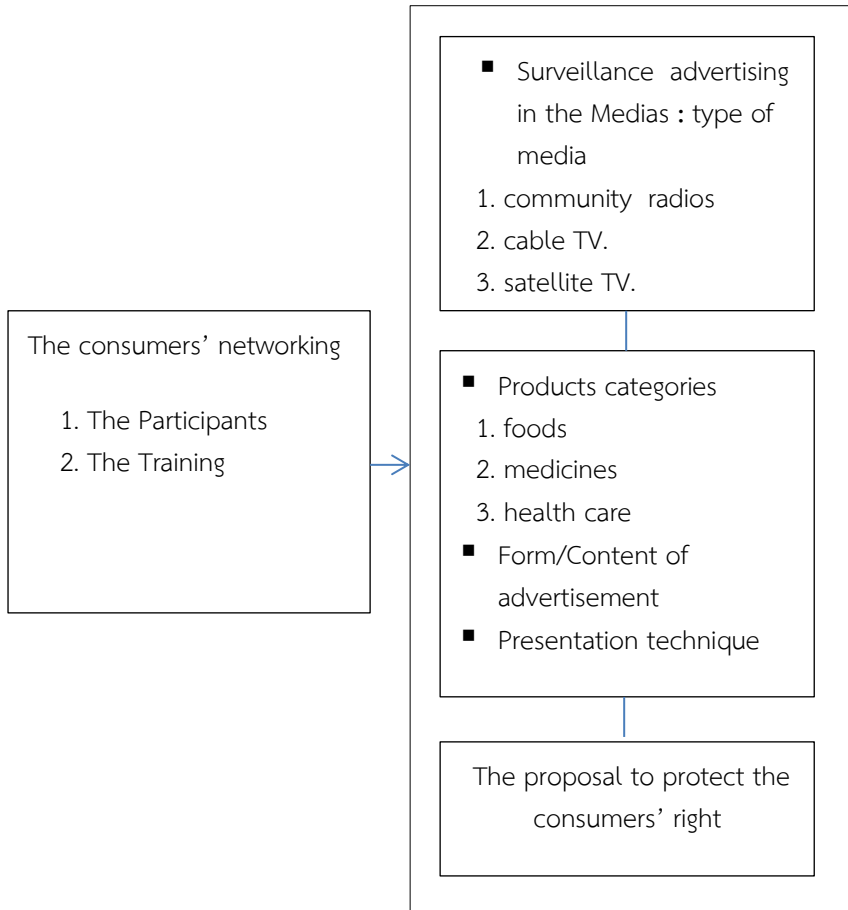 ■ Surveillance advertising
in the Medias : type of
media
1. community radios
2. cable TV.
3. satellite TV.
The consumers’ networking
1. The Participants
2. The Training
■ Products categories
1. foods
2. medicines
3. health care
■ Form/Content of
advertisement
■ Presentation technique
The proposal to protect the
consumers’ right